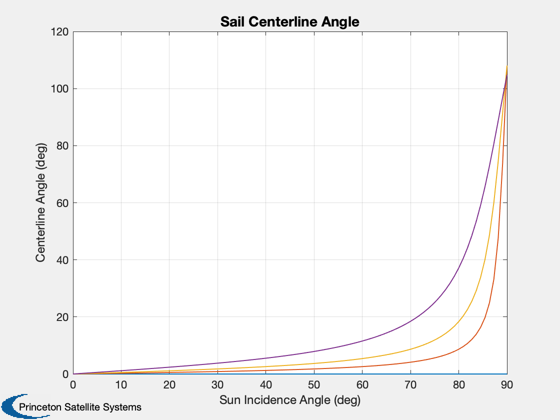 Sail Centerline Angle
120
100
80
60
40
20
0
Centerline Angle (deg)
0 10 20 30 40 50 60 70 80 90
Sun Incidence Angle (deg)
Princeton Satellite Systems